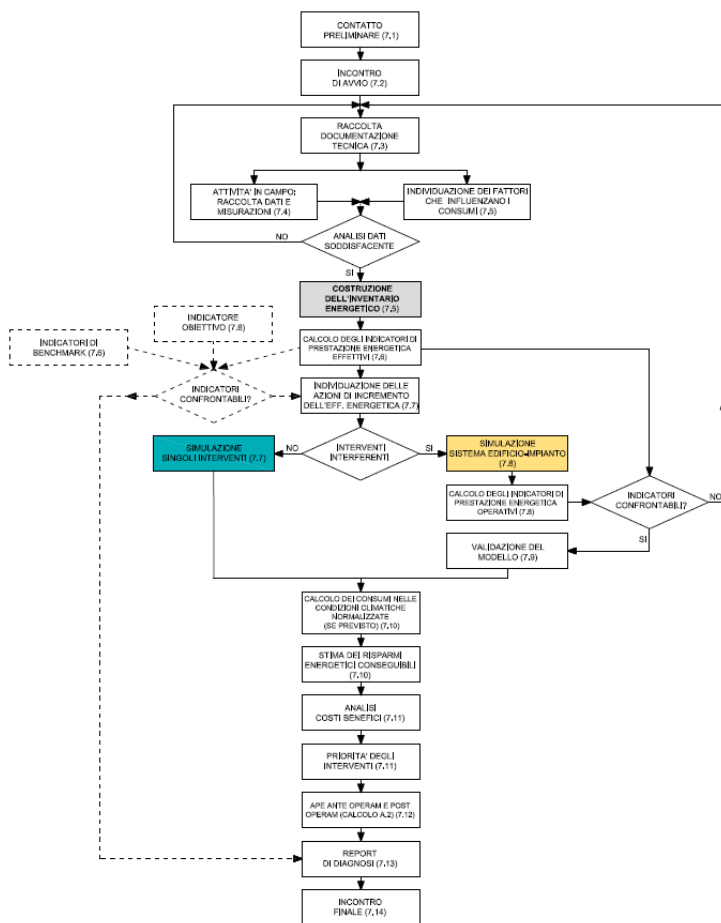 CONTATTO
PRELIMINARE (7.1)
INCONTRO
DI AVVIO (7.2)
RACCOLTA
DOCUMENTAZIONE
TECNICA (7.3)
ATTIVITA' IN CAMPO;
RACCOLTA DATI E
MISURAZIONI (7.4)
INDIVIDUAZIONE DEI FATTORI
CHE INFLUENZANO I
CONSUMI (7.5)
NO
ANALISI DATI
SODDISFACENTE
SI
COSTRUZIONE
DELL'INVENTARIO
ENERGETICO (7.5)
INDICATORE
OBIETTIVO (7.6)
INDICATORI DI
BENCHMARK (7.6)
CALCOLO DEGLI INDICATORI DI
PRESTAZIONE ENERGETICA
EFFETTIVI (7.6)
INDICATORI
CONFRONTABILI?
INDIVIDUAZIONE DELLE
AZIONI DI INCREMENTO
DELL'EFF. ENERGETICA (7.7)
SIMULAZIONE
SINGOLI INTERVENTI (7.7)
NO
INTERVENTI
INTERFERENTI
SI
SIMULAZIONE
SISTEMA EDIFICIO-IMPIANTO
(7.8)
CALCOLO DEGLI INDICATORI DI
PRESTAZIONE ENERGETICA
OPERATIVI (7.8)
INDICATORI
CONFRONTABILI?
NO
SI
VALIDAZIONE DEL
MODELLO (7.9)
CALCOLO DEI CONSUMI NELLE
CONDIZIONI CLIMATICHE
NORMALIZZATE
(SE PREVISTO) (7.10)
STIMA DEI RISPARMI
ENERGETICI CONSEGUIBILI
(7.10)
ANALISI
COSTI BENEFICI (7.11)
PRIORITA' DEGLI
INTERVENTI (7.11)
APE ANTE OPERAM E POST
OPERAM (CALCOLO A.2) (7.12)
REPORT
DI DIAGNOSI (7.13)
INCONTRO
FINALE (7.14)